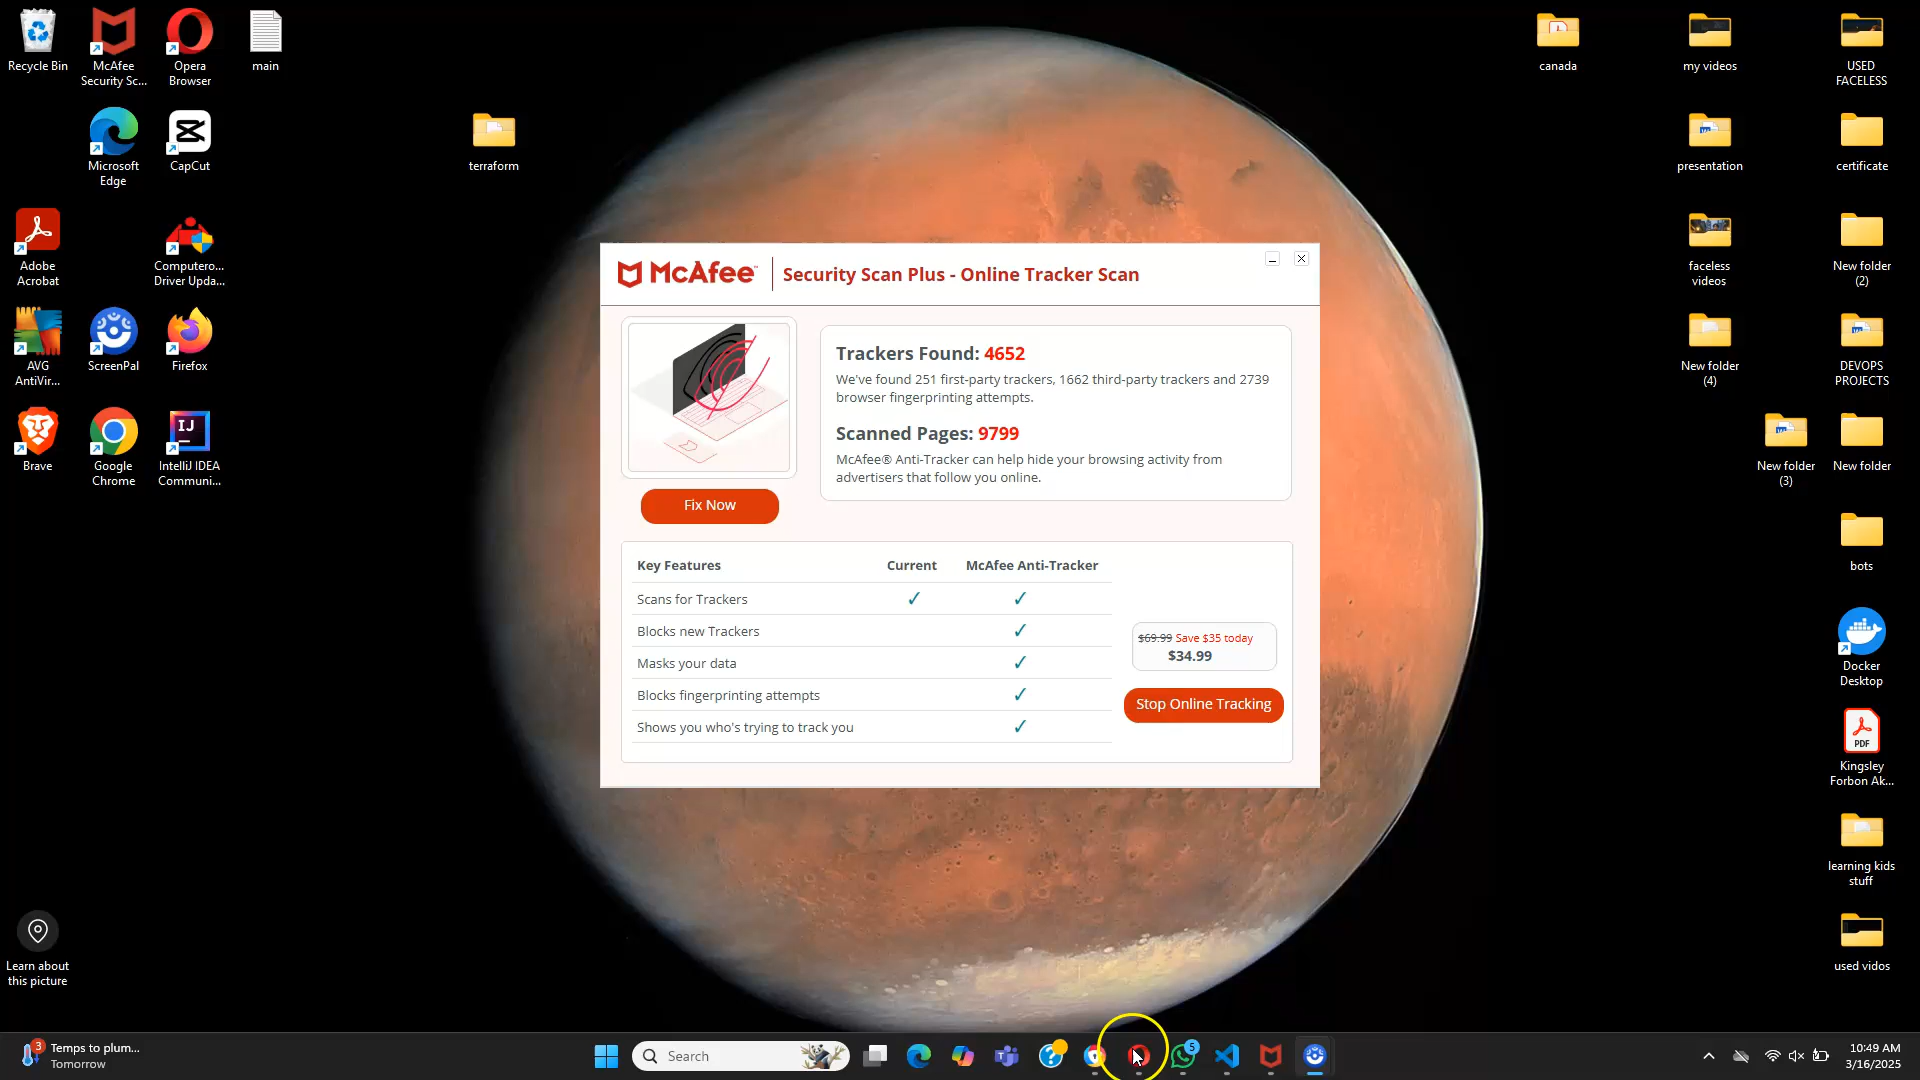 Recycle Bin
McAfee
Security Sc...
Opera
Browser
main
canada
my videos
USED
FACELESS
Microsoft
Edge
CapCut
terraform
presentation
certificate
Adobe
Acrobat
Computero...
Driver Upda...
faceless
videos
New folder
(2)
AVG
AntiVir...
ScreenPal
Firefox
New folder
(4)
DEVOPS
PROJECTS
Brave
Google
Chrome
IJ
IntelliJ IDEA
Communi...
New folder
(3)
New folder
bots
Docker
Desktop
PDF
Kingsley
Forbon Ak...
learning kids
stuff
used vidos
Learn about
this picture
McAfee
Security Scan Plus - Online Tracker Scan
Trackers Found: 4652
We've found 251 first-party trackers, 1662 third-party trackers and 2739
browser fingerprinting attempts.
Scanned Pages: 9799
McAfee® Anti-Tracker can help hide your browsing activity from
advertisers that follow you online.
Fix Now
Key Features Current McAfee Anti-Tracker
Scans for Trackers ✓ ✓
Blocks new Trackers ✓
Masks your data ✓
Blocks fingerprinting attempts ✓
Shows you who's trying to track you ✓
$69.99 Save $35 today
$34.99
Stop Online Tracking
3
Temps to plum...
Tomorrow
Search
5
10:49 AM
3/16/2025